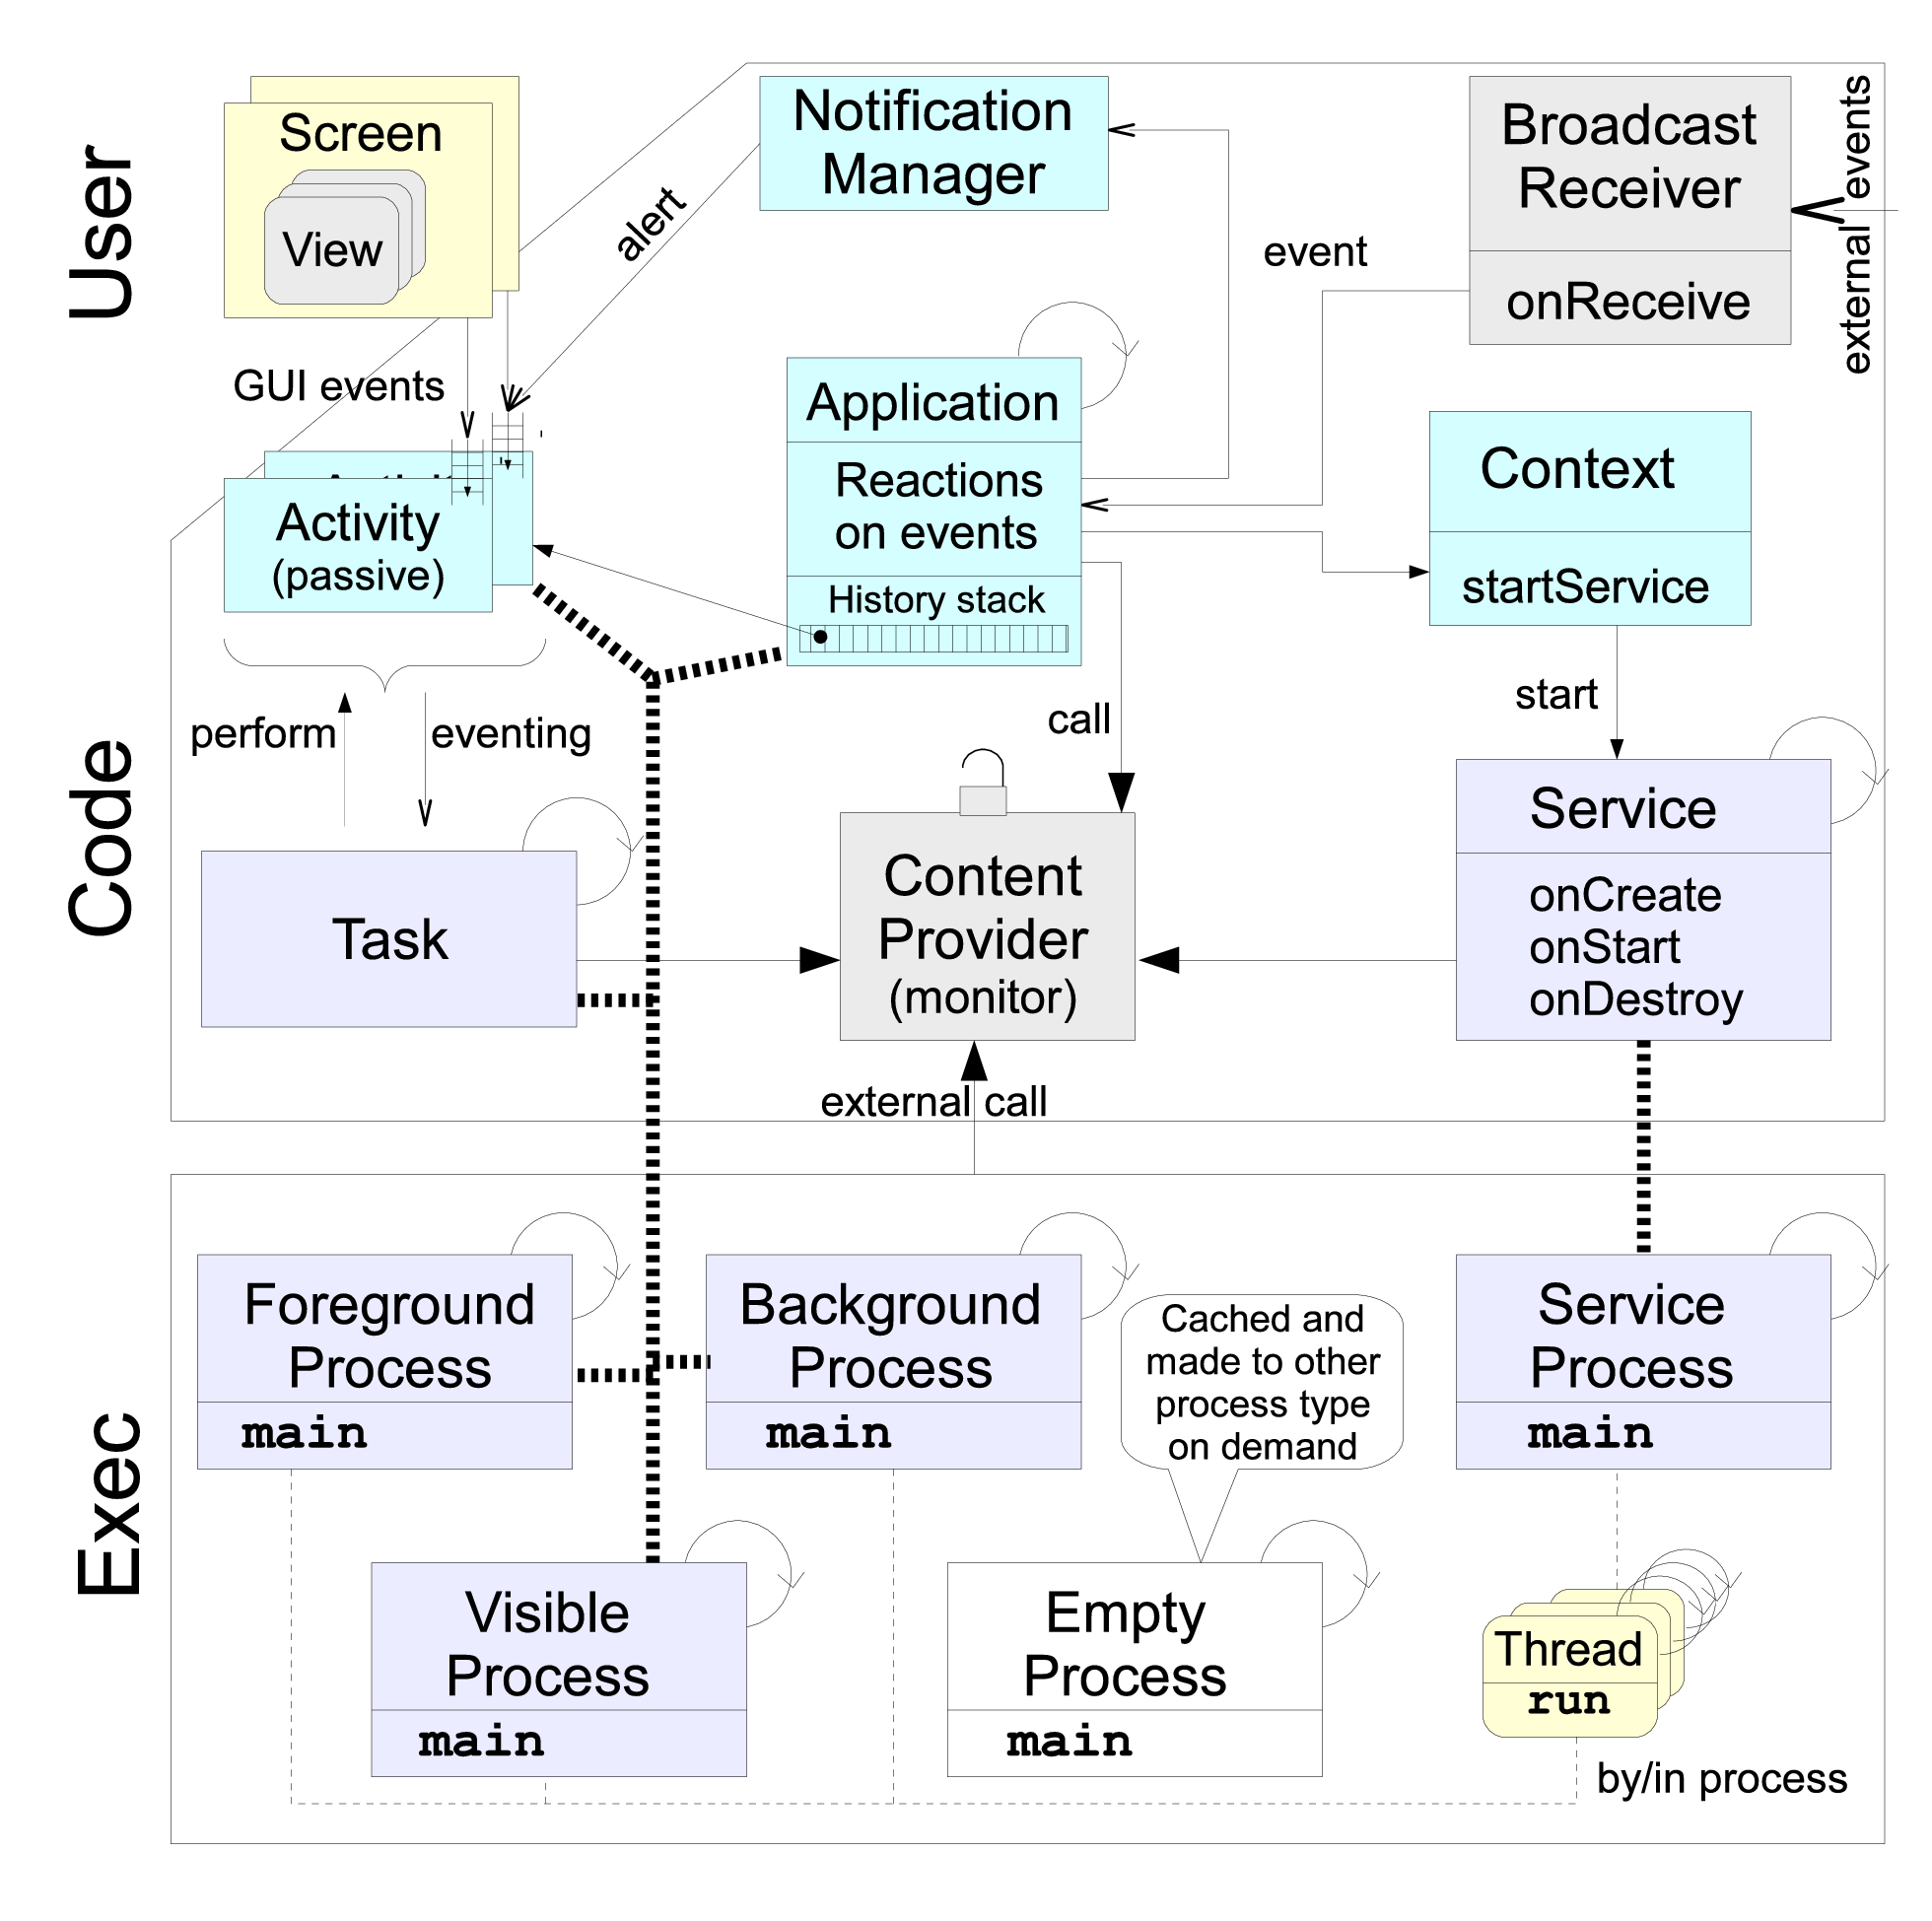 User
Screen
View
Notification
Manager
Broadcast
Receiver
onReceive
external events
alert
event
GUI events
Application
Reactions
on events
History stack
Context
startService
Activity
Activity
(passive)
perform
eventing
call
start
Code
Task
Content
Provider
(monitor)
Service
onCreate
onStart
onDestroy
external call
Exec
Foreground
Process
main
Background
Process
main
Cached and
made to other
process type
on demand
Service
Process
main
Visible
Process
main
Empty
Process
main
Thread
run
by/in process